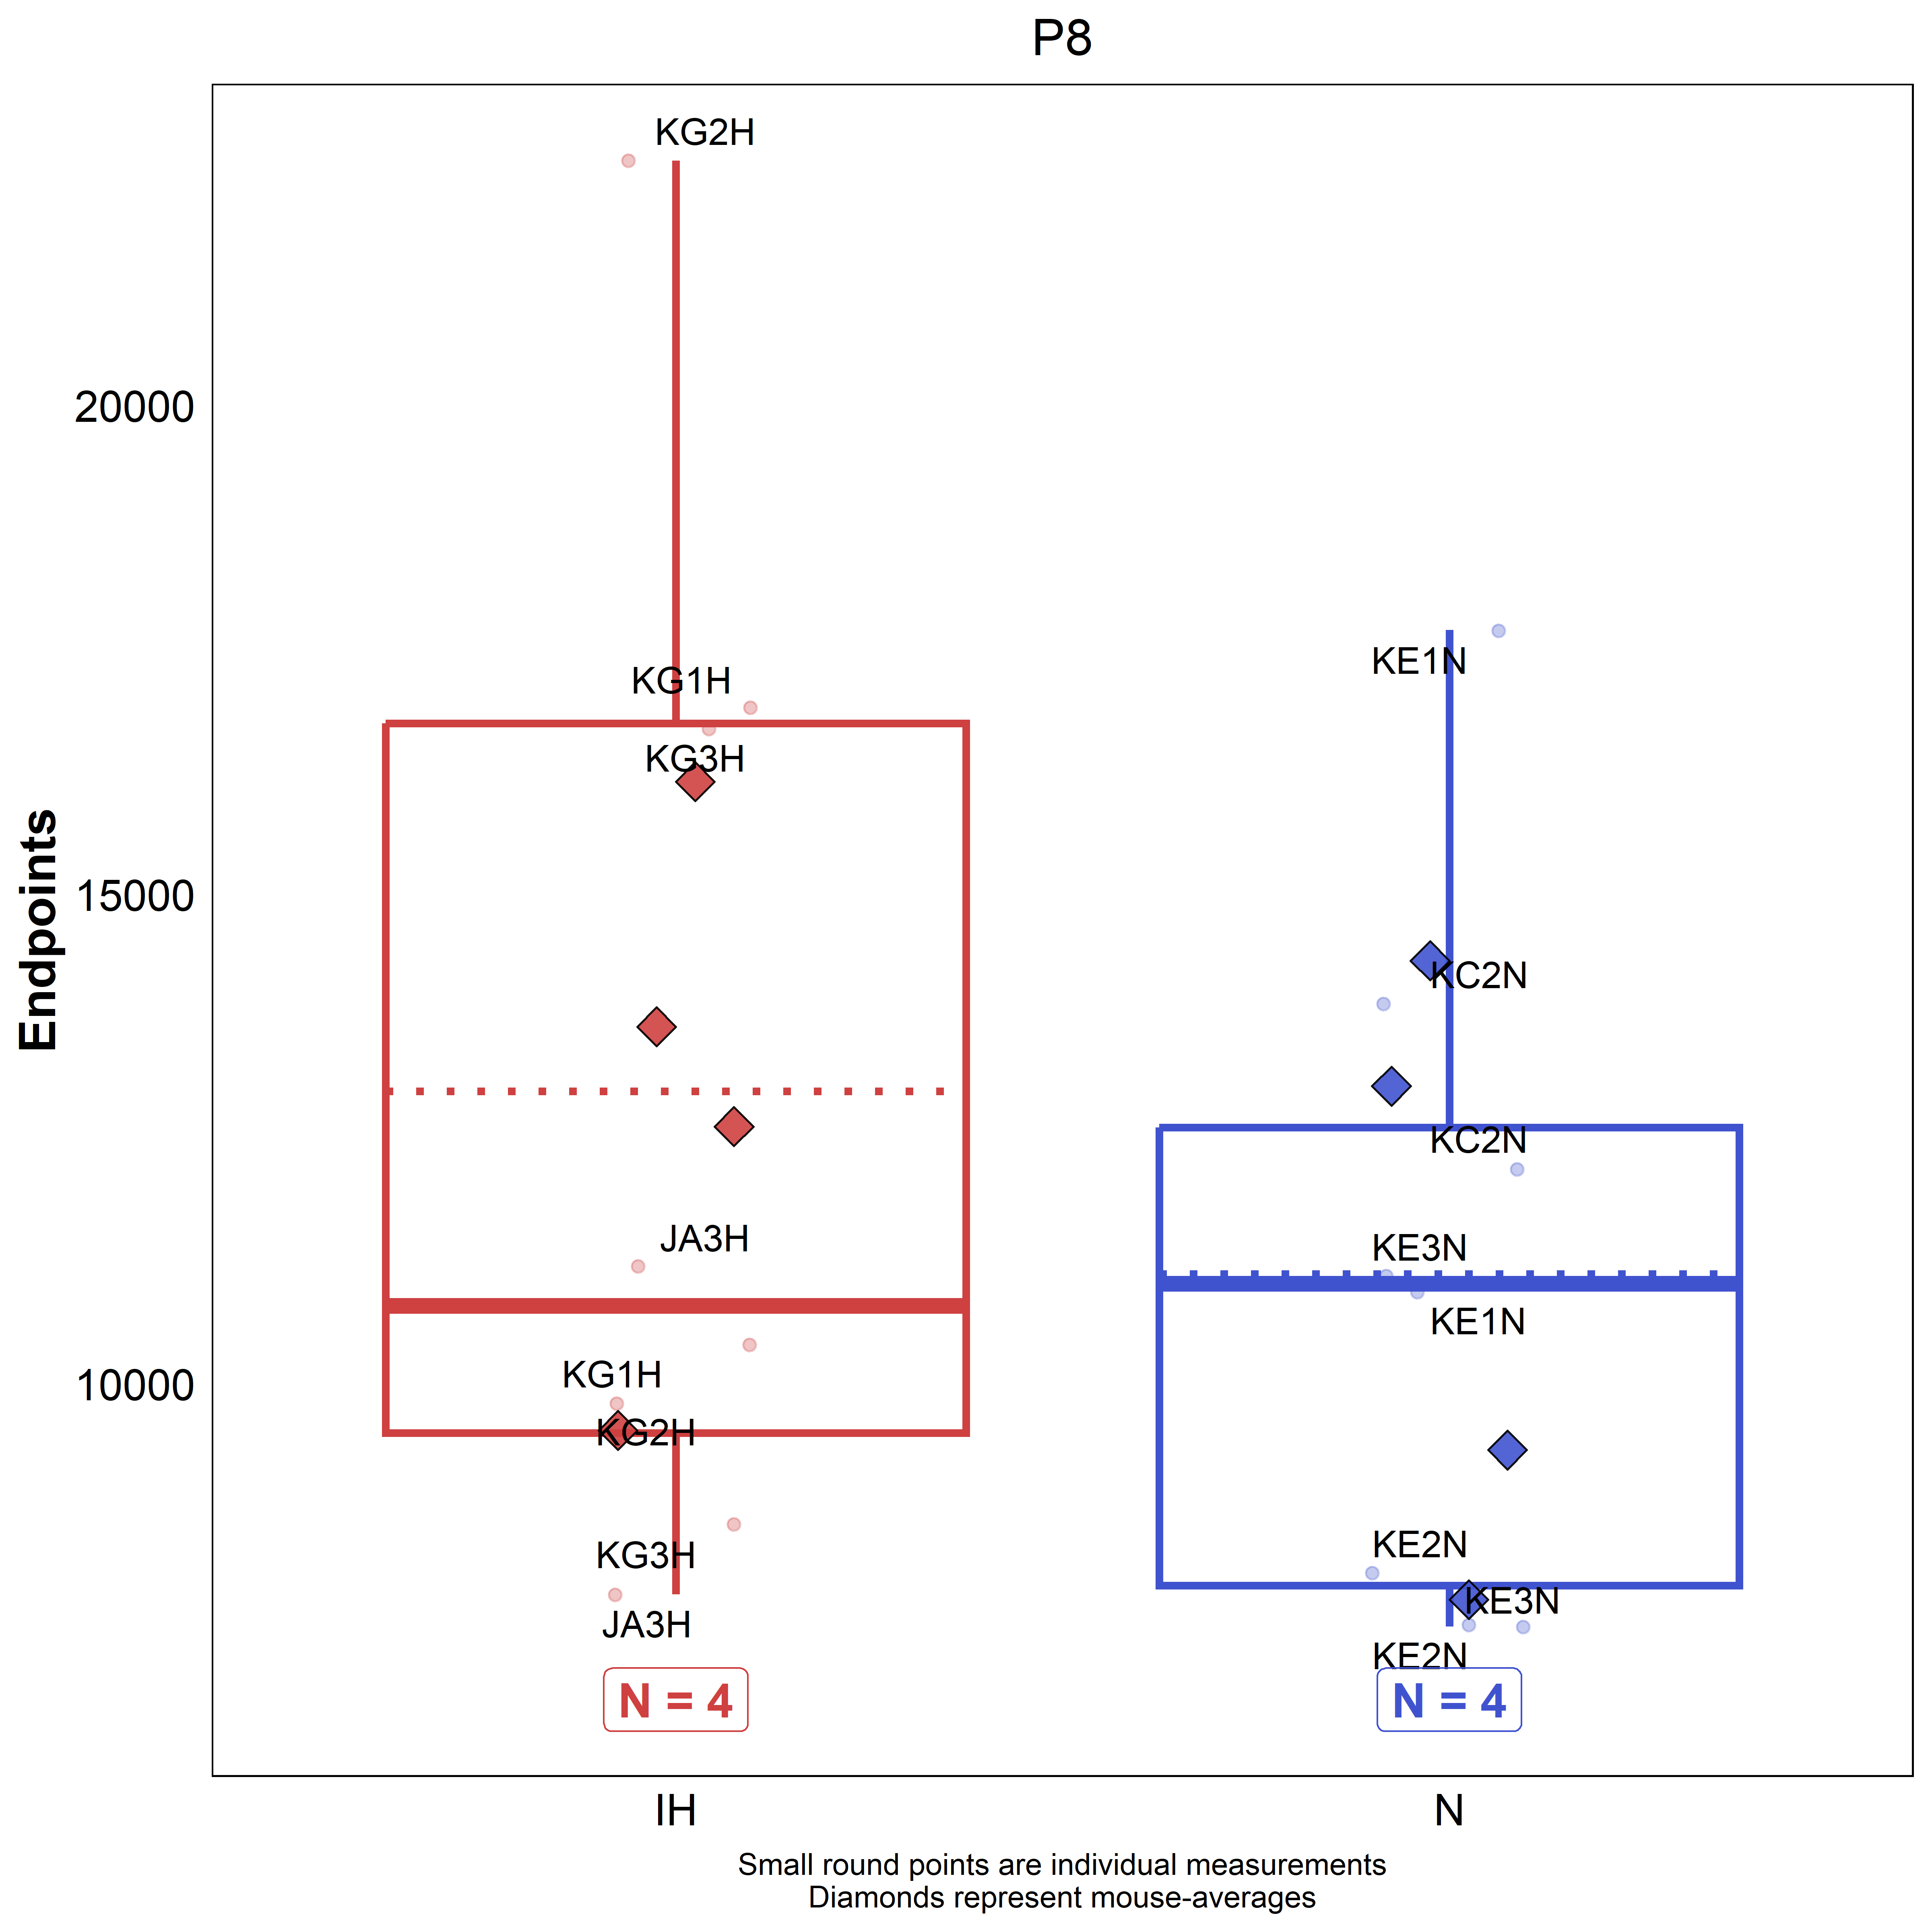 P8
KG2H
20000
KG1H
KE1N
KG3H
15000
KC2N
Endpoints
KC2N
JA3H
KE3N
KE1N
10000
KG1H
KG2H
KG3H
KE2N
KE3N
JA3H
KE2N
N = 4
N = 4
IH
N
Small round points are individual measurements
Diamonds represent mouse-averages